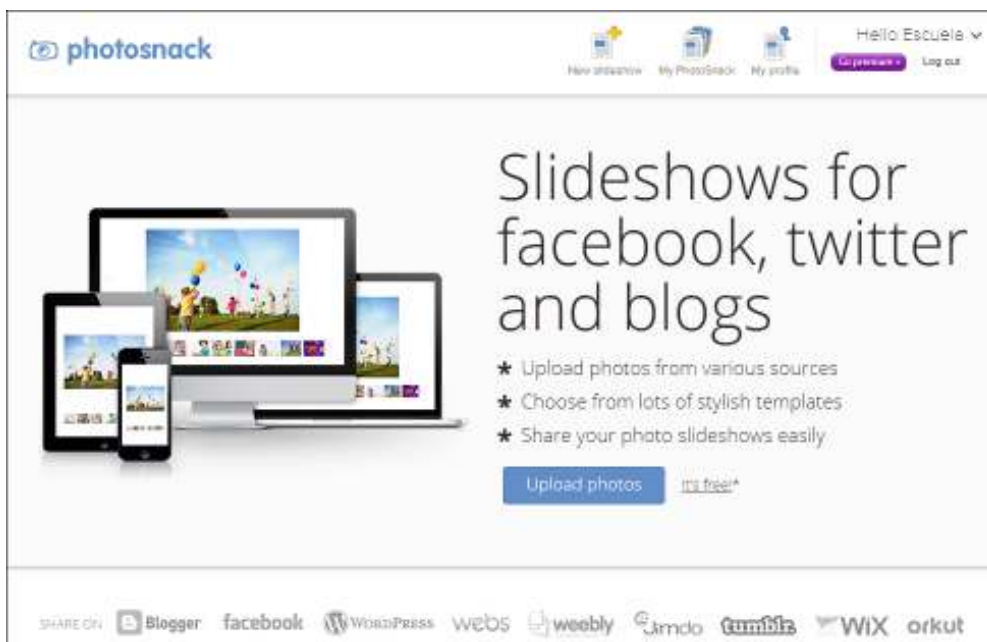 photosnack
New slideshow
My PhotoSnack
My profile
Hello Escuela
Go premium
Log out
Slideshows for
facebook, twitter
and blogs
* Upload photos from various sources
* Choose from lots of stylish templates
* Share your photo slideshows easily
Upload photos
It's free!*
SHARE ON Blogger facebook WORDPRESS webs weebly Jimdo tumblr. WiX orkut